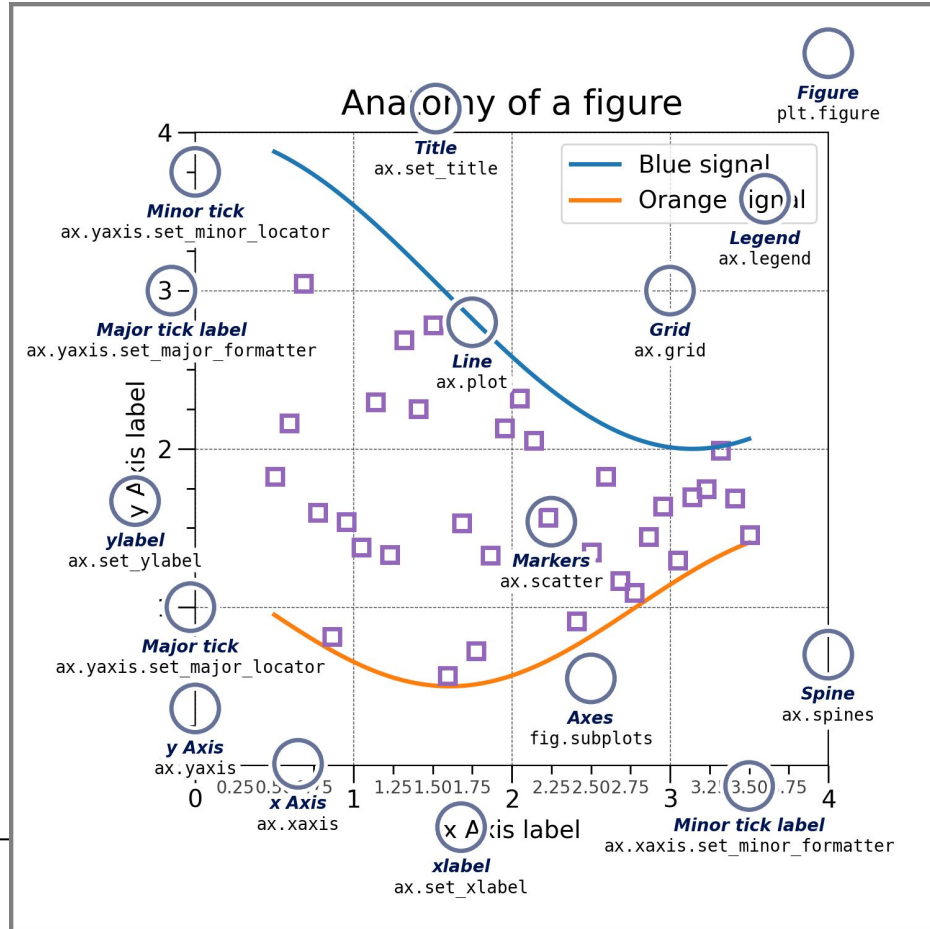 Figure
plt.figure
Anatomy of a figure
Title
ax.set_title
4
Blue signal
Orange signal
Minor tick
ax.yaxis.set_minor_locator
Legend
ax.legend
3
Major tick label
ax.yaxis.set_major_formatter
Grid
ax.grid
Line
ax.plot
y Axis label
2
ylabel
ax.set_ylabel
Markers
ax.scatter
Major tick
ax.yaxis.set_major_locator
Spine
ax.spines
Axes
fig.subplots
y Axis
ax.yaxis
0 0.25 1 1.25 1.50 1.75 2 2.25 2.50 2.75 3 3.50 4
x Axis
ax.xaxis
x Axis label
Minor tick label
ax.xaxis.set_minor_formatter
xlabel
ax.set_xlabel